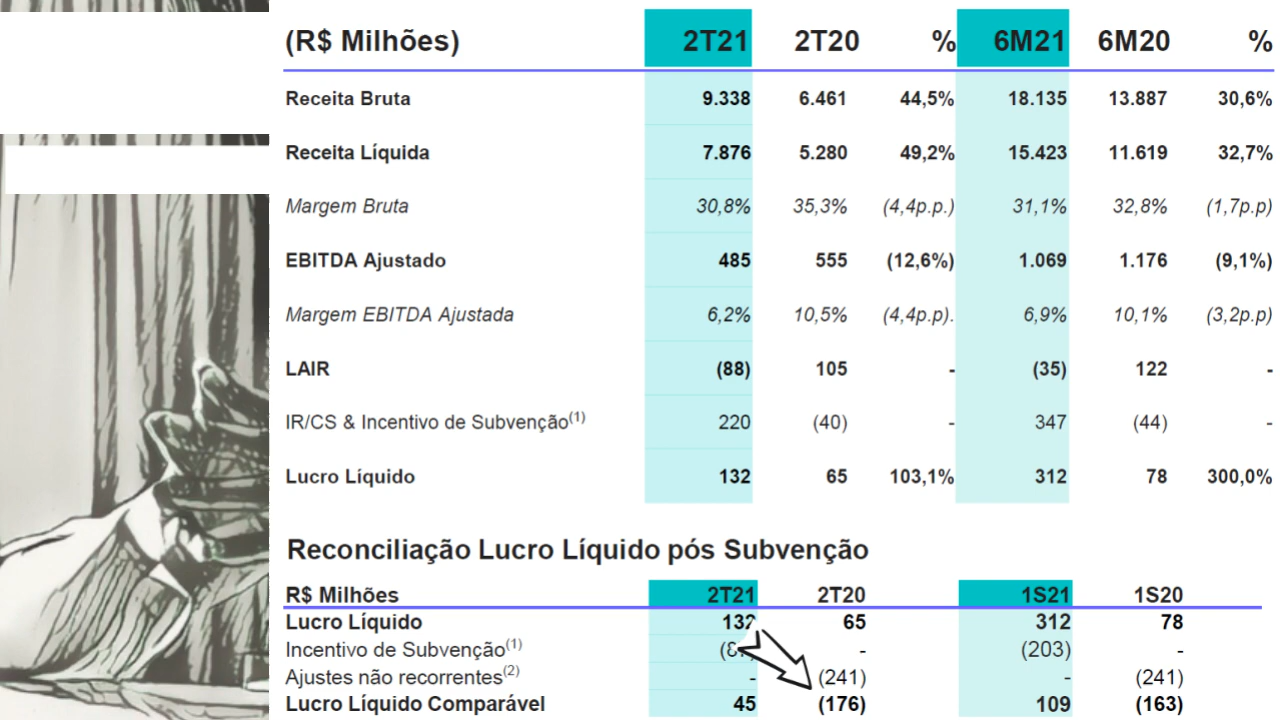 (R$ Milhões) 2T21 2T20 % 6M21 6M20 %
Receita Bruta 9.338 6.461 44,5% 18.135 13.887 30,6%
Receita Líquida 7.876 5.280 49,2% 15.423 11.619 32,7%
Margem Bruta 30,8% 35,3% (4,4p.p.) 31,1% 32,8% (1,7p.p)
EBITDA Ajustado 485 555 (12,6%) 1.069 1.176 (9,1%)
Margem EBITDA Ajustada 6,2% 10,5% (4,4p.p). 6,9% 10,1% (3,2p.p)
LAIR (88) 105 - (35) 122 -
IR/CS & Incentivo de Subvenção(1) 220 (40) - 347 (44) -
Lucro Líquido 132 65 103,1% 312 78 300,0%
Reconciliação Lucro Líquido pós Subvenção
R$ Milhões 2T21 2T20 1S21 1S20
Lucro Líquido 132 65 312 78
Incentivo de Subvenção(1) - (203) -
Ajustes não recorrentes(2) - (241) - (241)
Lucro Líquido Comparável 45 (176) 109 (163)